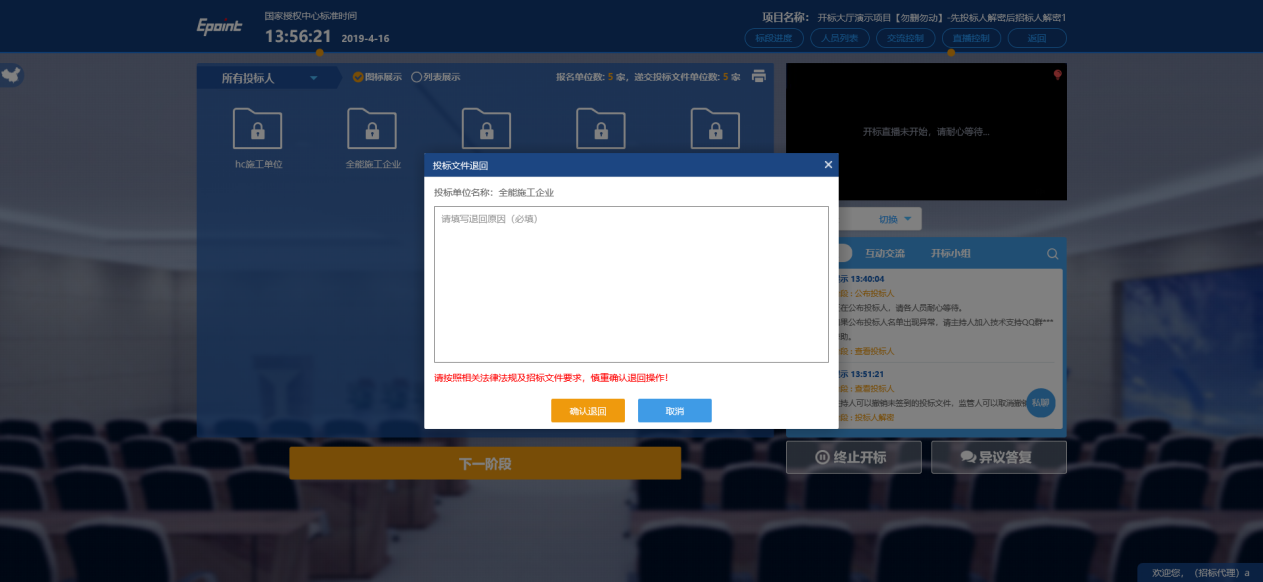 Epoint
国家授权中心标准时间
13:56:21 2019-4-16
项目名称： 开标大厅演示项目【勿删勿动】-先投标人解密后招标人解密1
标段进度 人员列表 交流控制 直播控制 返回
所有投标人 图标展示 列表展示 报名单位数: 5 家，递交投标文件单位数: 5 家
hc施工单位 全能施工企业
开标直播未开始，请耐心等待...
投标文件退回
投标单位名称：全能施工企业
请填写退回原因（必填）
请按照相关法律法规及招标文件要求，慎重确认退回操作!
确认退回 取消
切换
互动交流 开标小组
示 13:40:04
段：公布投标人
在公布投标人，请各人员耐心等待。
果公布投标人名单出现异常，请主持人加入技术支持QQ群***
助。
段：查看投标人
示 13:51:21
段：查看投标人
持人可以撤销未签到的投标文件，监管人可以取消撤
私聊
段：投标人解密
下一阶段
终止开标 异议答复
欢迎您，（招标代理）a